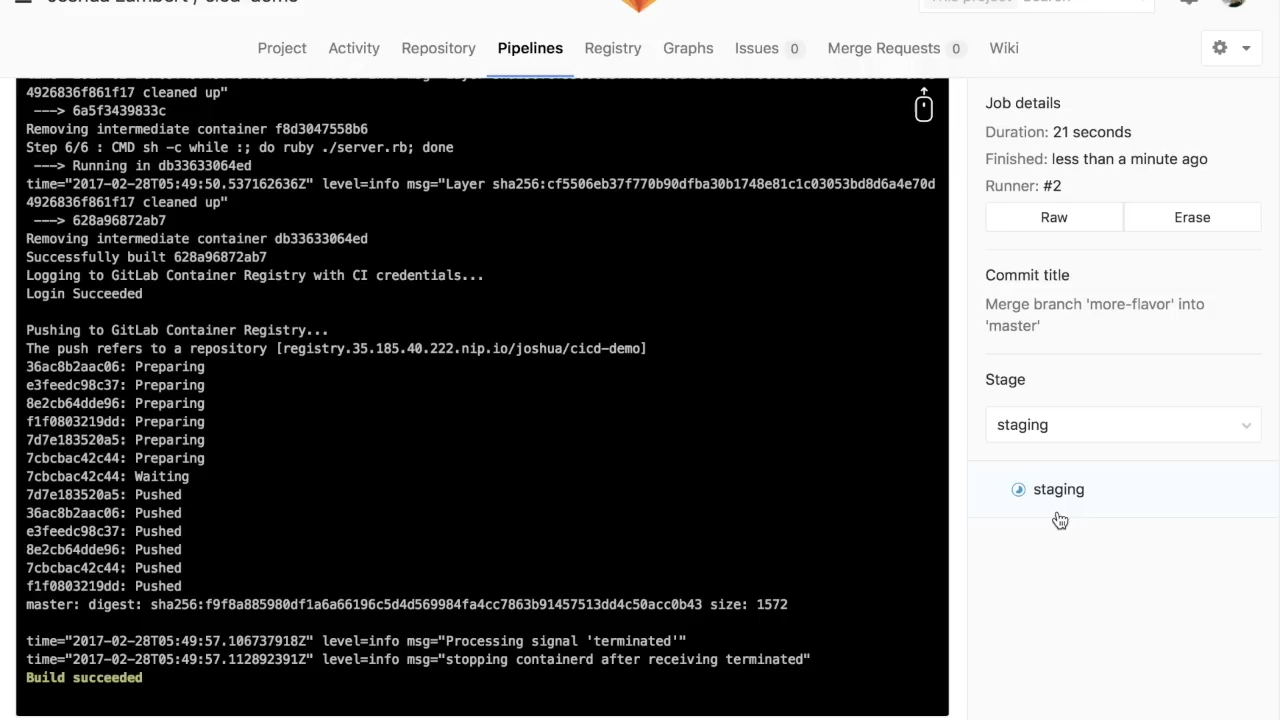 Joshua Lambert / cicd-demo
This project Search
Project Activity Repository Pipelines Registry Graphs Issues 0 Merge Requests 0 Wiki
4926836f861f17 cleaned up"
---> 6a5f3439833c
Removing intermediate container f8d3047558b6
Step 6/6 : CMD sh -c while :; do ruby ./server.rb; done
---> Running in db33633064ed
time="2017-02-28T05:49:50.537162636Z" level=info msg="Layer sha256:cf5506eb37f770b90dfba30b1748e81c1c03053bd8d6a4e70d
4926836f861f17 cleaned up"
---> 628a96872ab7
Removing intermediate container db33633064ed
Successfully built 628a96872ab7
Logging to GitLab Container Registry with CI credentials...
Login Succeeded
Pushing to GitLab Container Registry...
The push refers to a repository [registry.35.185.40.222.nip.io/joshua/cicd-demo]
36ac8b2aac06: Preparing
e3feedc98c37: Preparing
8e2cb64dde96: Preparing
f1f0803219dd: Preparing
7d7e183520a5: Preparing
7cbcbac42c44: Preparing
7cbcbac42c44: Waiting
7d7e183520a5: Pushed
36ac8b2aac06: Pushed
e3feedc98c37: Pushed
8e2cb64dde96: Pushed
7cbcbac42c44: Pushed
f1f0803219dd: Pushed
master: digest: sha256:f9f8a885980df1a6a66196c5d4d569984fa4cc7863b91457513dd4c50acc0b43 size: 1572
time="2017-02-28T05:49:57.106737918Z" level=info msg="Processing signal 'terminated'"
time="2017-02-28T05:49:57.112892391Z" level=info msg="stopping containerd after receiving terminated"
Build succeeded
Job details
Duration: 21 seconds
Finished: less than a minute ago
Runner: #2
Raw Erase
Commit title
Merge branch 'more-flavor' into
'master'
Stage
staging
staging